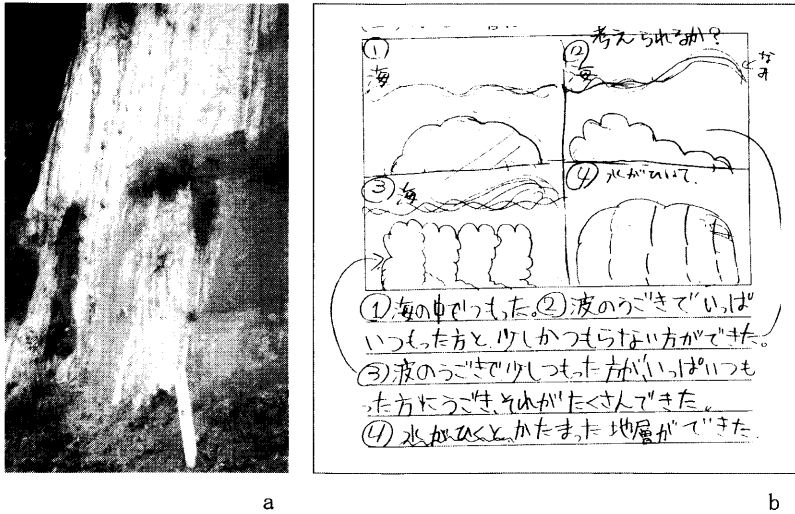 考えられるか?
①
海
②
海
なみ
③
海
④ 水がひいて、
①海の中でつもった。②波のうごきでいっぱ
いつもった方と、少しかつもらない方ができた。
③波のうごきで少しつもった方が、いっぱいつも
った方にうごき、それがたくさんできた。
④水がひくと、かたまった地層ができた。
a
b